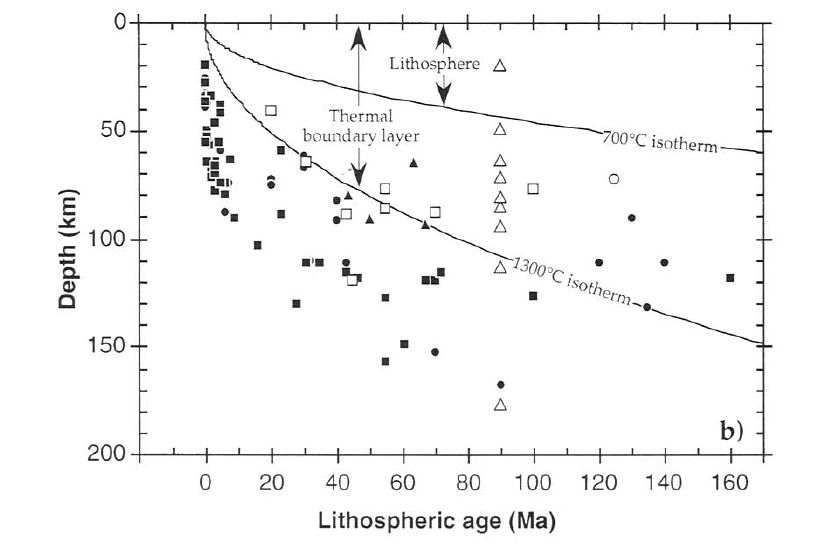 0
50
100
150
200
Depth (km)
Lithosphere
Thermal
boundary layer
700°C isotherm
1300°C isotherm
b)
0 20 40 60 80 100 120 140 160
Lithospheric age (Ma)